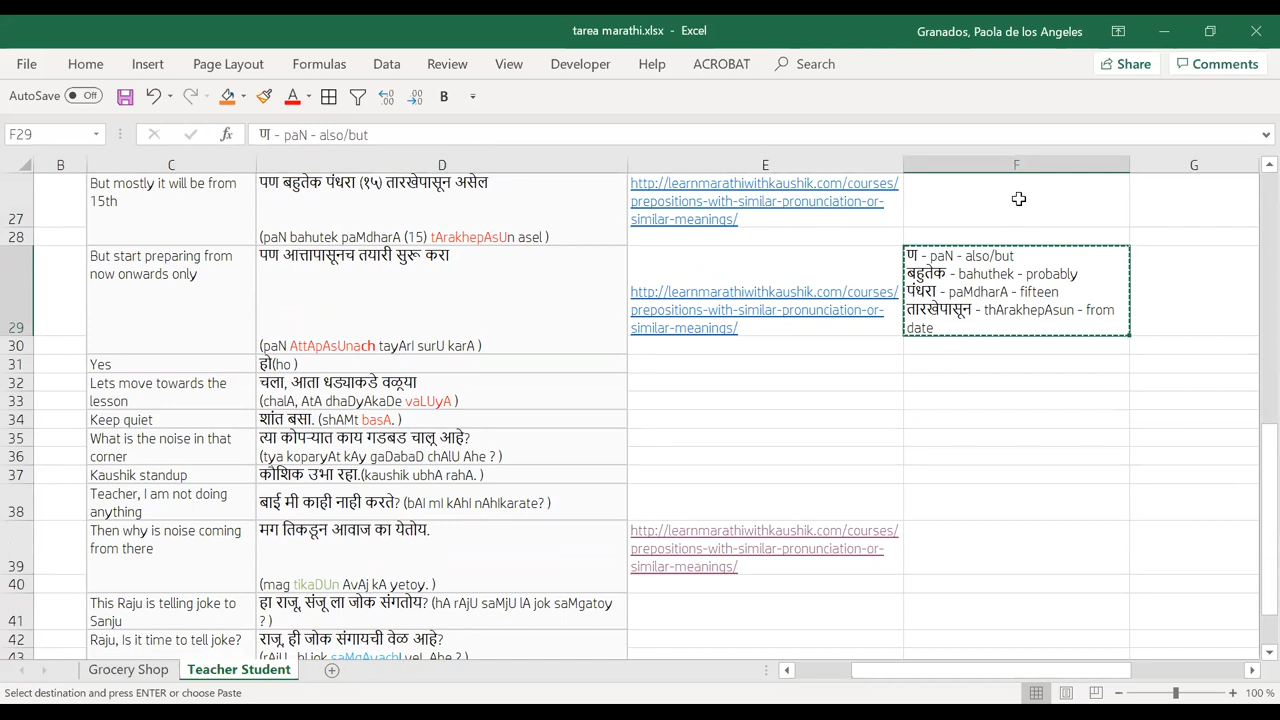 tarea marathi.xlsx - Excel
Granados, Paola de los Angeles
File Home Insert Page Layout Formulas Data Review View Developer Help ACROBAT Search Share Comments
AutoSave Off
F29
fx
ण - paN - also/but
B C D E F G
But mostly it will be from
15th
पण बहुतेक पंधरा (१५) तारखेपासून असेल
http://learnmarathiwithkaushik.com/courses/
prepositions-with-similar-pronunciation-or-
similar-meanings/
27
28
(paN bahutek paMdharA (15) tArakhepAsUn asel )
But start preparing from
now onwards only
पण आत्तापासूनच तयारी सुरू करा
http://learnmarathiwithkaushik.com/courses/
prepositions-with-similar-pronunciation-or-
similar-meanings/
ण - paN - also/but
बहुतेक - bahuthek - probably
पंधरा - paMdharA - fifteen
तारखेपासून - thArakhepAsun - from
date
29
30
(paN AttApAsUnach tayArI surU karA )
31 Yes हो(ho )
32 Lets move towards the चला, आता धड्याकडे वळूया
33 lesson (chalA, AtA dhaDyAkaDe vaLUyA )
34 Keep quiet शांत बसा. (shAMt basA. )
35 What is the noise in that त्या कोपऱ्यात काय गडबड चालू आहे?
36 corner (tya koparyAt kAy gaDabaD chAlU Ahe ? )
37 Kaushik standup कौशिक उभा रहा.(kaushik ubhA rahA. )
Teacher, I am not doing
anything
38
बाई मी काही नाही करते? (bAI mI kAhI nAhIkarate? )
Then why is noise coming
from there
मग तिकडून आवाज का येतोय.
http://learnmarathiwithkaushik.com/courses/
prepositions-with-similar-pronunciation-or-
similar-meanings/
39
40
(mag tikaDUn AvAj kA yetoy. )
This Raju is telling joke to
Sanju
41
हा राजू, संजू ला जोक संगतोय? (hA rAjU saMjU lA jok saMgatoy
? )
42 Raju, Is it time to tell joke? राजू, ही जोक संगायची वेळ आहे?
43 (rAjU, hI jok saMgAyachI veL Ahe ? )
Grocery Shop Teacher Student
Select destination and press ENTER or choose Paste
100 %